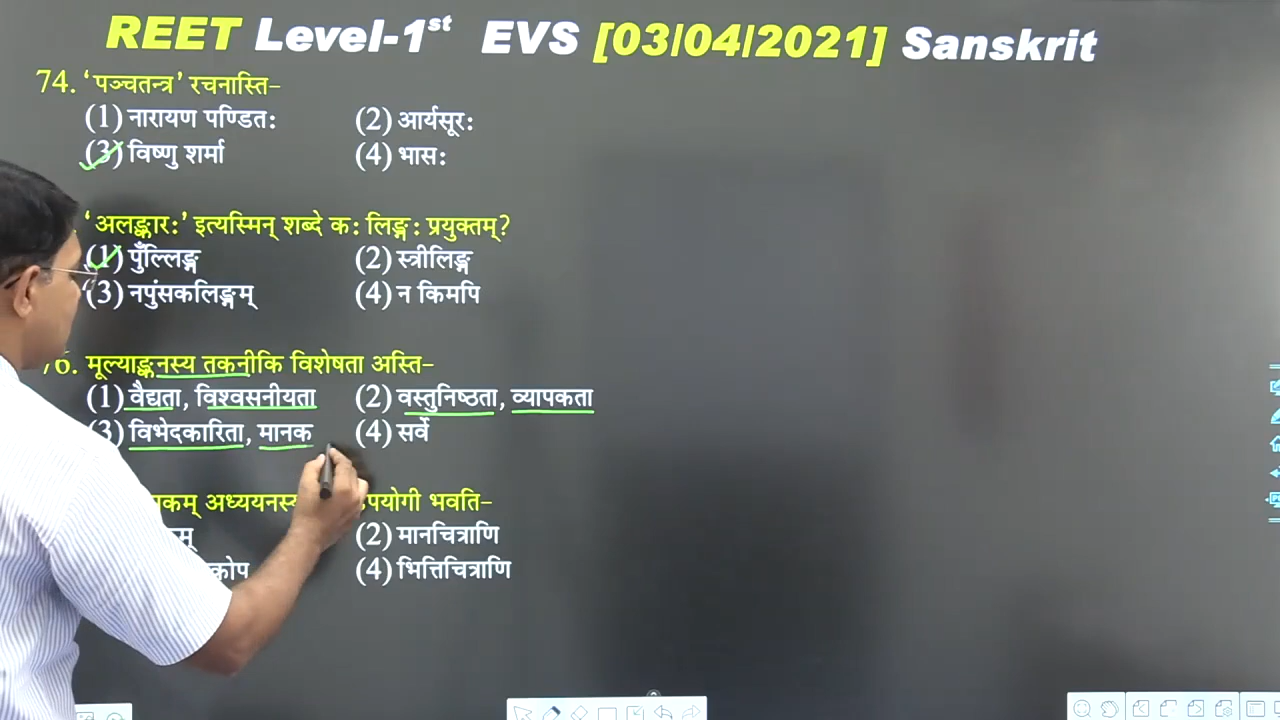 REET Level-1st EVS [03/04/2021] Sanskrit
74. 'पञ्चतन्त्र' रचनास्ति-
(1) नारायण पण्डितः (2) आर्यसूरः
(3) विष्णु शर्मा (4) भासः
'अलङ्कारः' इत्यस्मिन् शब्दे कः लिङ्गः प्रयुक्तम्?
(1) पुँल्लिङ्ग (2) स्त्रीलिङ्ग
(3) नपुंसकलिङ्गम् (4) न किमपि
76. मूल्याङ्कनस्य तकनीकि विशेषता अस्ति-
(1) वैद्यता, विश्वसनीयता (2) वस्तुनिष्ठता, व्यापकता
(3) विभेदकारिता, मानक (4) सर्वे
अध्ययनस्य भवति-
(2) मानचित्राणि
(4) भित्तिचित्राणि